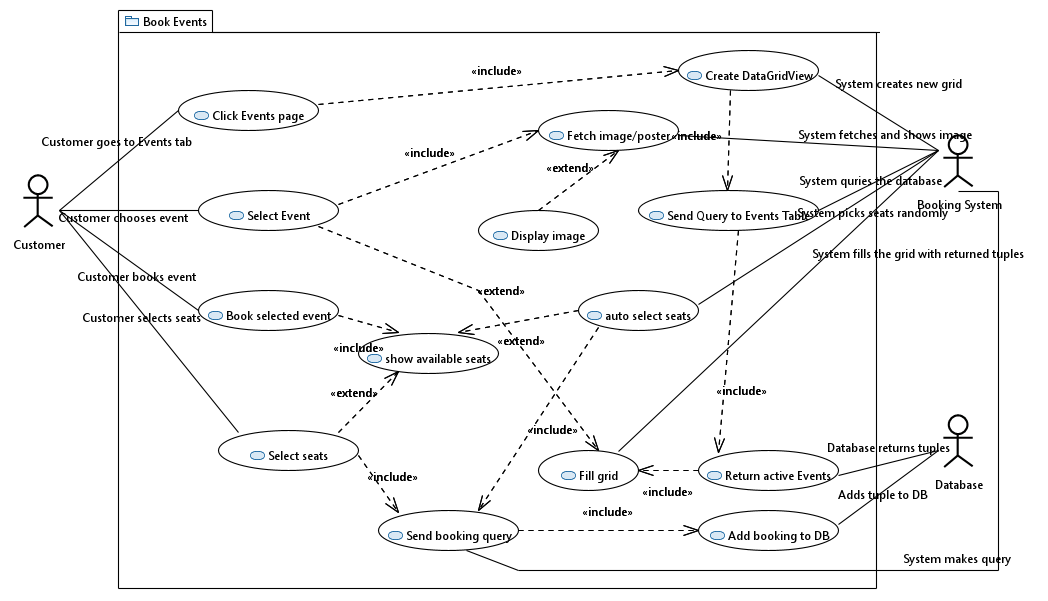 Book Events
«include»
Create DataGridView
System creates new grid
Click Events page
Fetch image/poster
«include»
System fetches and shows image
Customer goes to Events tab
«include»
«extend»
System quries the database
Customer
Customer chooses event
Select Event
Display image
Send Query to Events Table
System picks seats randomly
Booking System
System fills the grid with returned tuples
Customer books event
«extend»
Customer selects seats
Book selected event
auto select seats
«include»
show available seats
«extend»
«extend»
«include»
«include»
Database returns tuples
Select seats
«include»
Fill grid
Return active Events
Database
«include»
Adds tuple to DB
«include»
Send booking query
Add booking to DB
System makes query